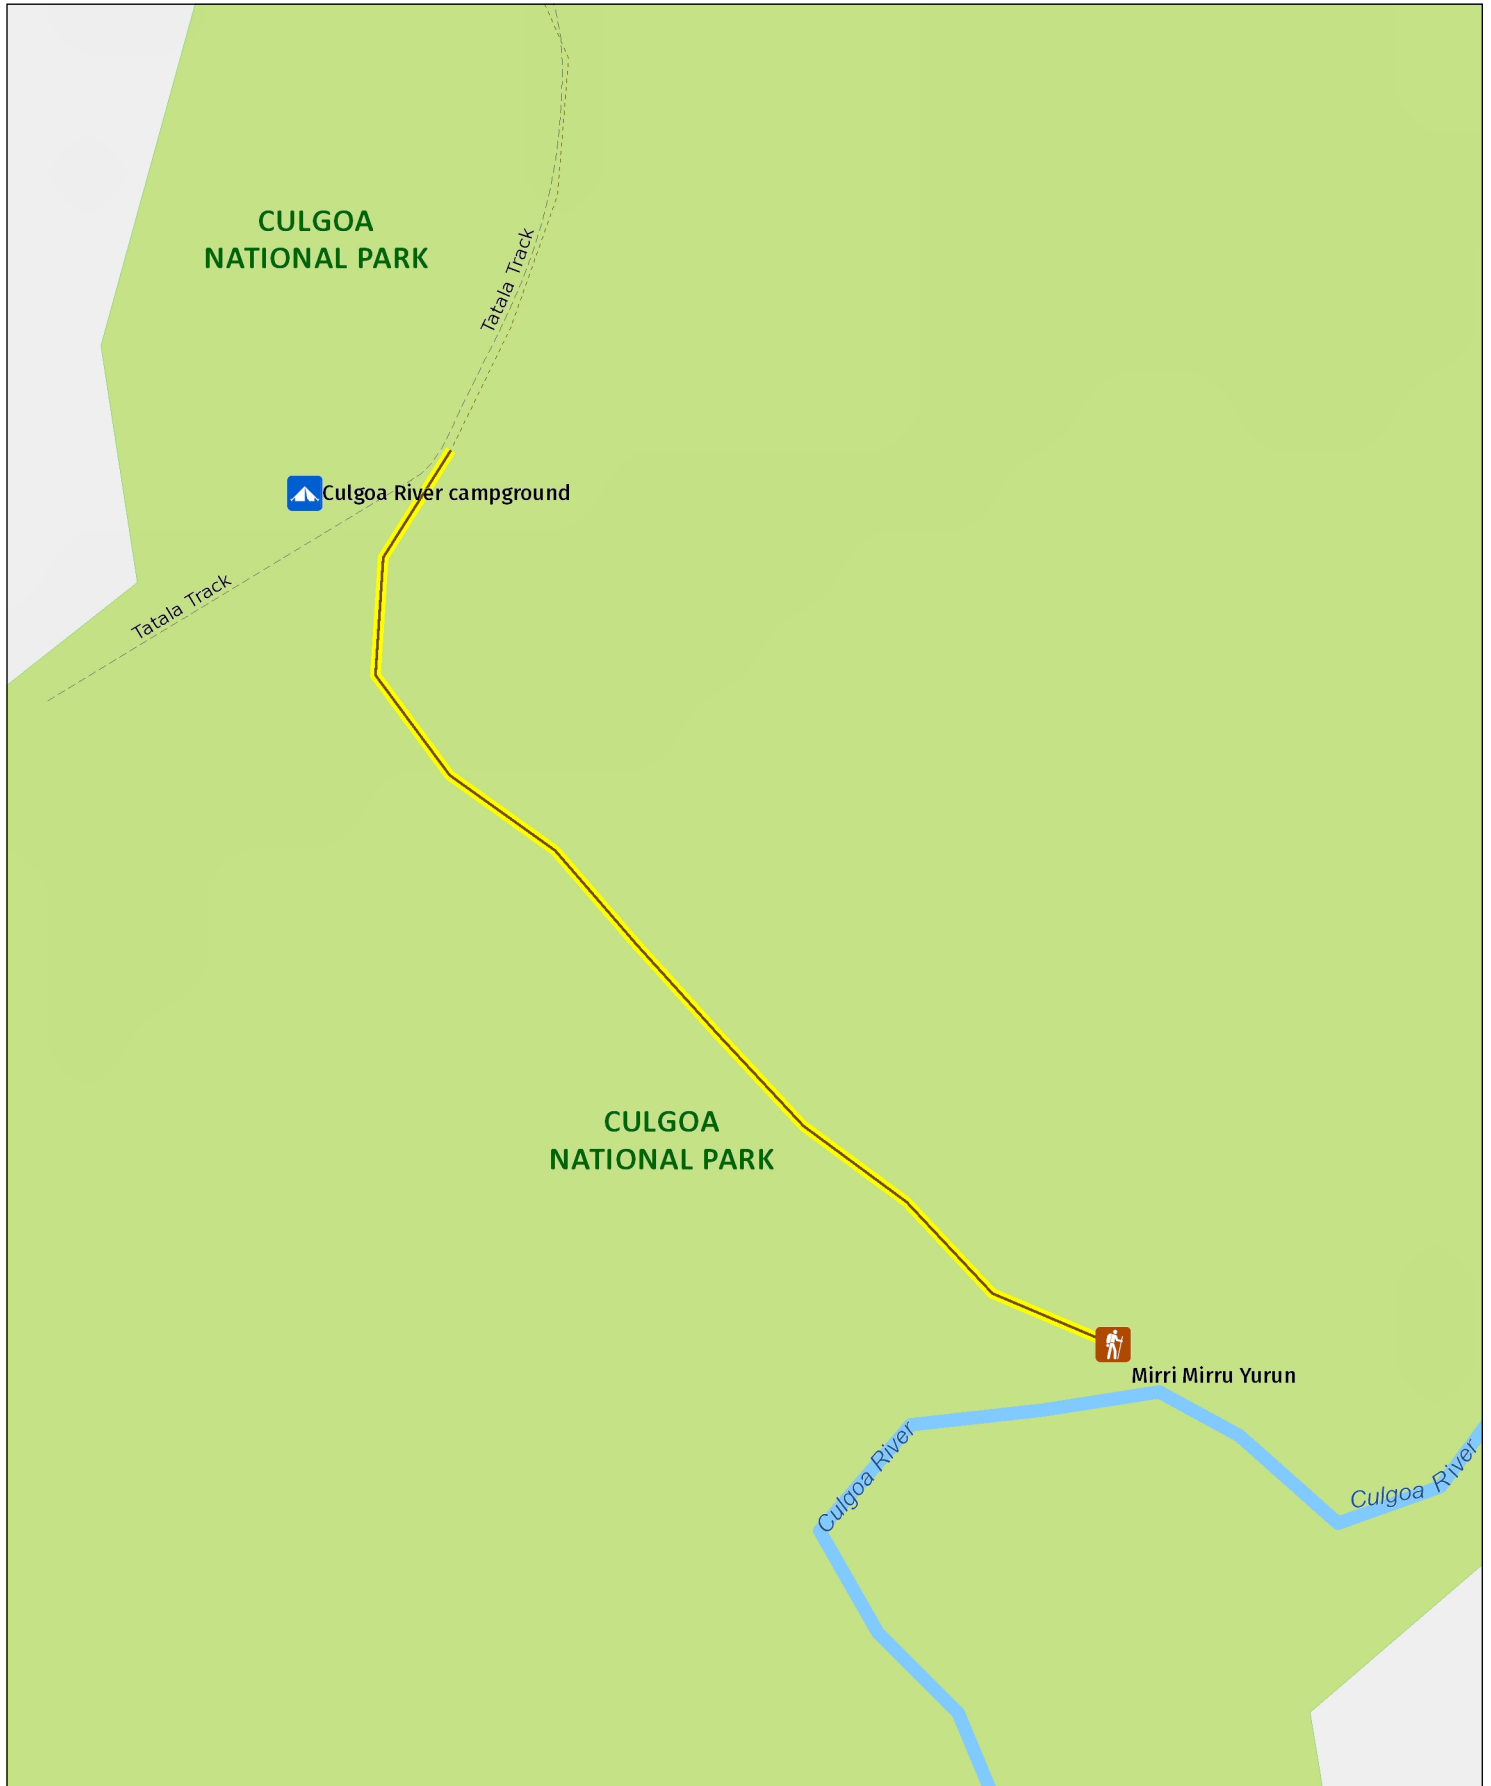 CULGOA
NATIONAL PARK
Tatala Track
Culgoa River campground
Tatala Track
CULGOA
NATIONAL PARK
Mirri Mirru Yurun
Culgoa River
Culgoa River